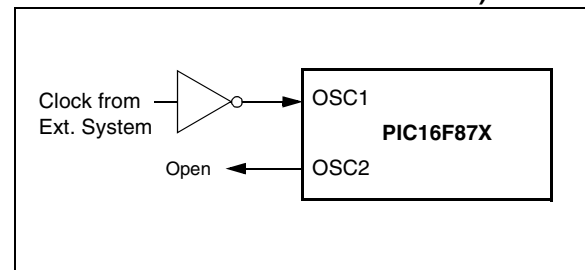 Clock from
Ext. System
OSC1
PIC16F87X
Open
OSC2